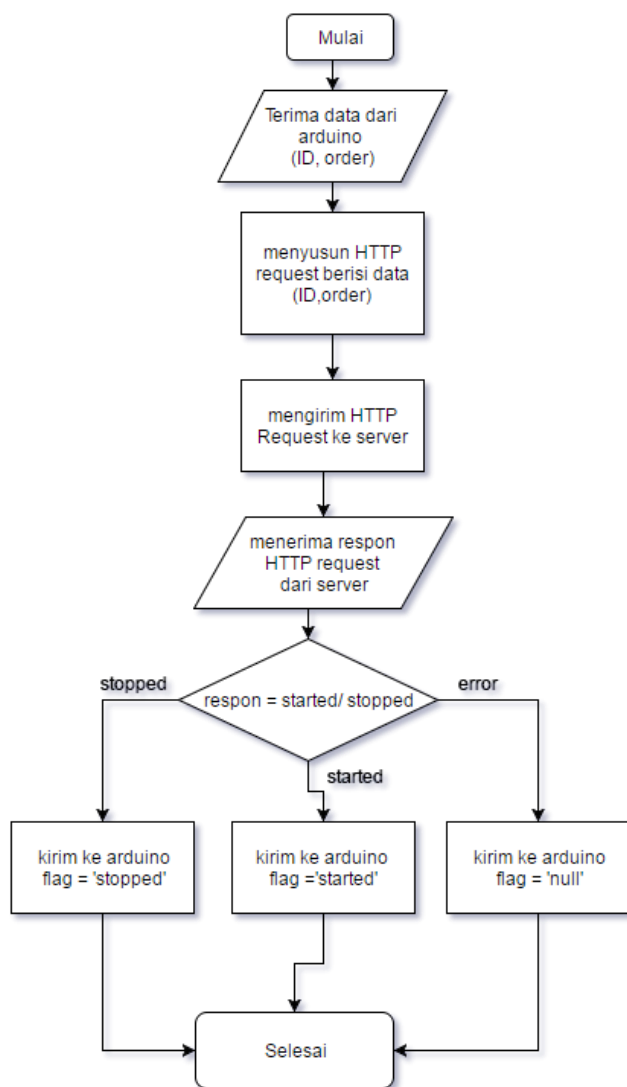 Mulai
Terima data dari
arduino
(ID, order)
menyusun HTTP
request berisi data
(ID,order)
mengirim HTTP
Request ke server
menerima respon
HTTP request
dari server
stopped
respon = started/ stopped
error
started
kirim ke arduino
flag = 'stopped'
kirim ke arduino
flag ='started'
kirim ke arduino
flag = 'null'
Selesai